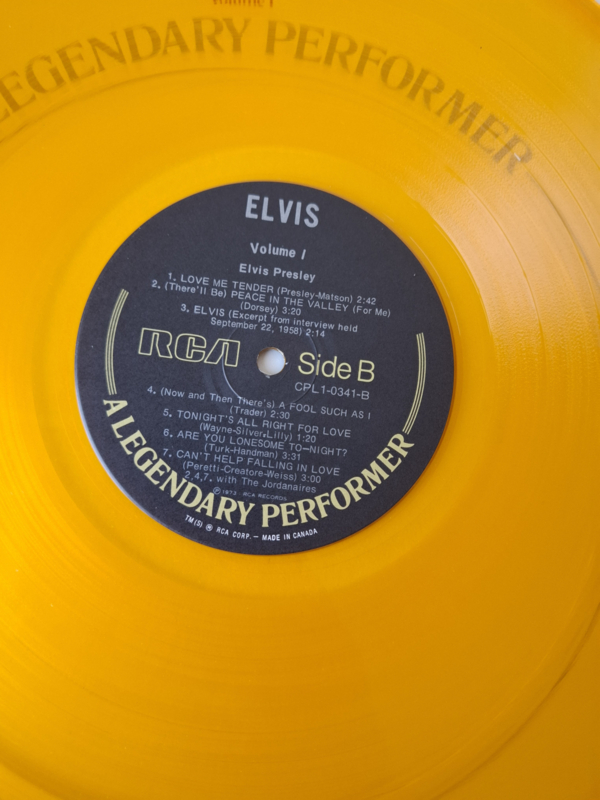 Volume 1
LEGENDARY PERFORMER
ELVIS
Volume 1
Elvis Presley
1. LOVE ME TENDER (Presley-Matson) 2:42
2. (There'll Be) PEACE IN THE VALLEY (For Me)
(Dorsey) 3:20
3. ELVIS (Excerpt from interview held
September 22, 1958) 2:14
RCA
Side B
CPL1-0341-B
4. (Now and Then There's) A FOOL SUCH AS I
(Trader) 2:30
5. TONIGHT'S ALL RIGHT FOR LOVE
(Wayne-Silver-Lilly) 1:20
6. ARE YOU LONESOME TO-NIGHT?
(Turk-Handman) 3:31
7. CAN'T HELP FALLING IN LOVE
(Peretti-Creatore-Weiss) 3:00
2,4,7, with The Jordanaires
℗ 1973 · RCA RECORDS
A LEGENDARY PERFORMER
TM(S) ® RCA CORP. — MADE IN CANADA